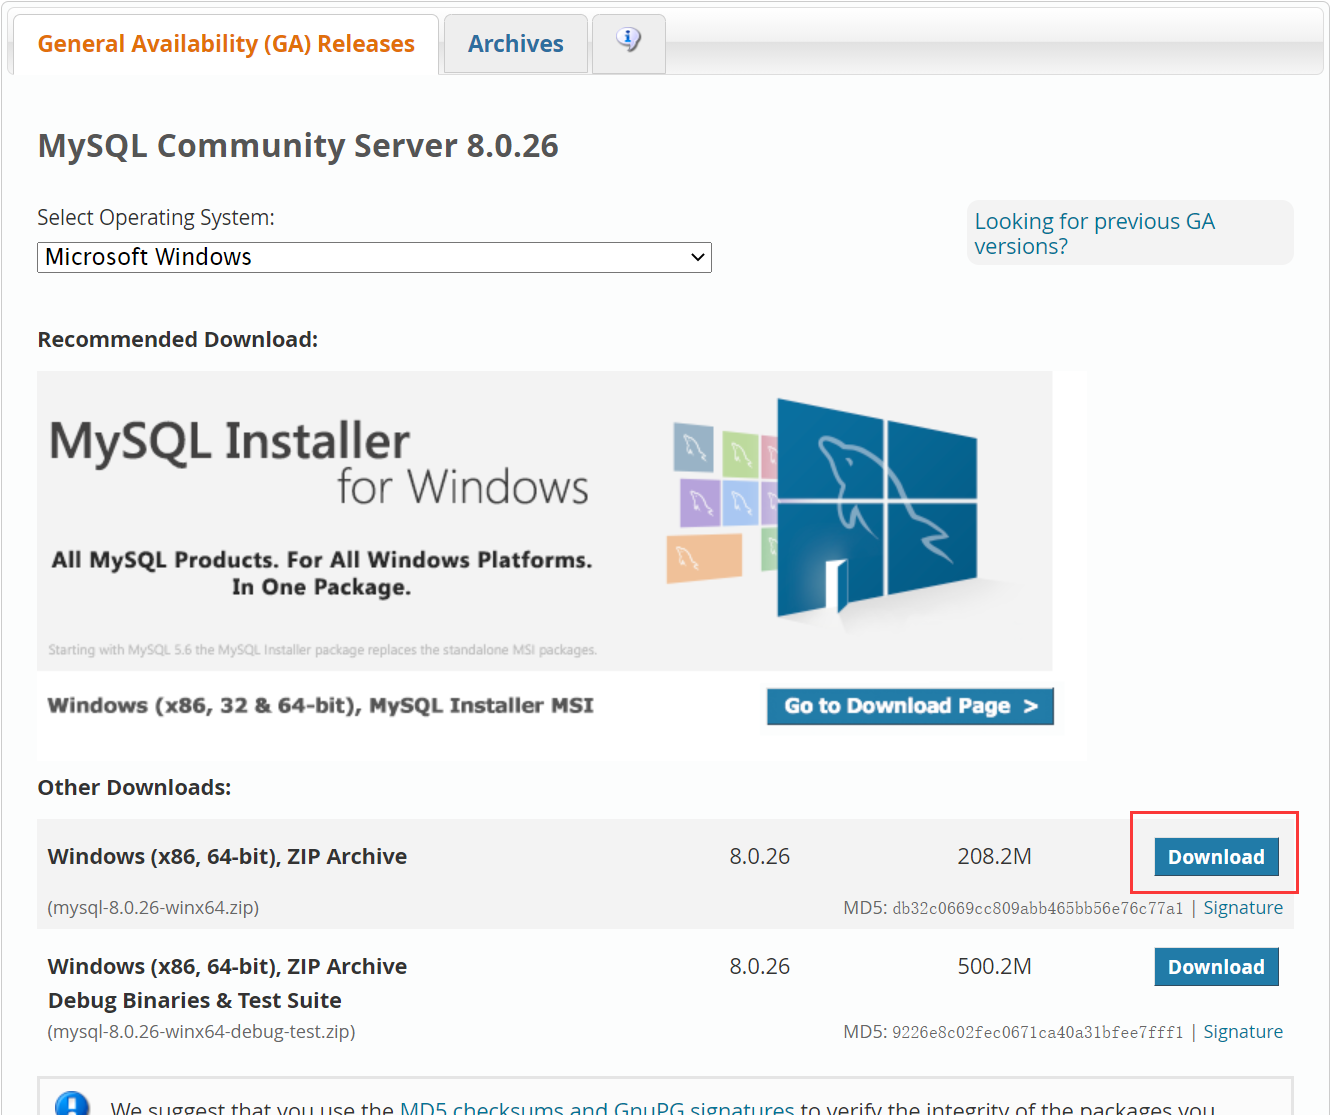 General Availability (GA) Releases
Archives
MySQL Community Server 8.0.26
Select Operating System:
Microsoft Windows
Looking for previous GA
versions?
Recommended Download:
MySQL Installer
for Windows
All MySQL Products. For All Windows Platforms.
In One Package.
Starting with MySQL 5.6 the MySQL Installer package replaces the standalone MSI packages.
Windows (x86, 32 & 64-bit), MySQL Installer MSI
Go to Download Page >
Other Downloads:
Windows (x86, 64-bit), ZIP Archive 8.0.26 208.2M Download
(mysql-8.0.26-winx64.zip) MD5: db32c0669cc809abb465bb56e76c77a1 | Signature
Windows (x86, 64-bit), ZIP Archive 8.0.26 500.2M Download
Debug Binaries & Test Suite
(mysql-8.0.26-winx64-debug-test.zip) MD5: 9226e8c02fec0671ca40a31bfee7fff1 | Signature
We suggest that you use the MD5 checksums and GnuPG signatures to verify the integrity of the packages you